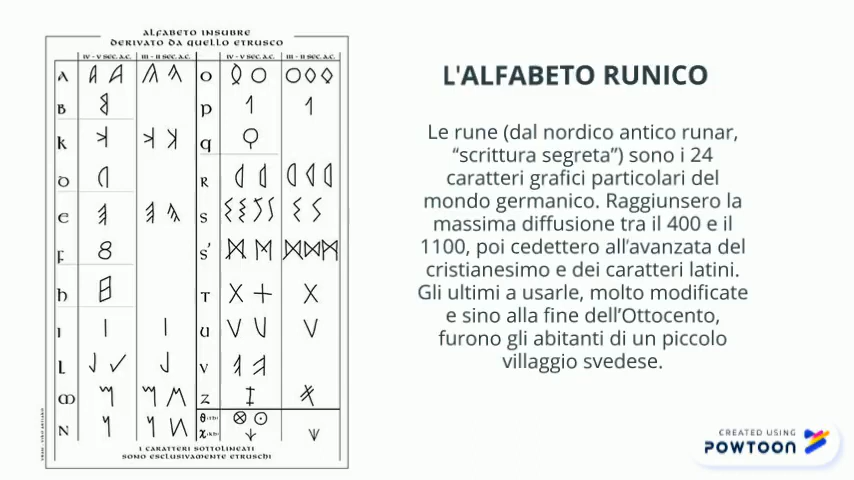 ALFABETO INSUBRE
DERIVATO DA QUELLO ETRUSCO
IV - V SEC. A.C. III - II SEC. A.C. IV - V SEC. A.C. III - II SEC. A.C.
A O
B P
K Q
D R
E S
F S'
H T
I U
L V
M Z
N
I CARATTERI SOTTOLINEATI
SONO ESCLUSIVAMENTE ETRUSCHI
L'ALFABETO RUNICO
Le rune (dal nordico antico runar,
“scrittura segreta”) sono i 24
caratteri grafici particolari del
mondo germanico. Raggiunsero la
massima diffusione tra il 400 e il
1100, poi cedettero all'avanzata del
cristianesimo e dei caratteri latini.
Gli ultimi a usarle, molto modificate
e sino alla fine dell'Ottocento,
furono gli abitanti di un piccolo
villaggio svedese.
CREATED USING
POWTOON